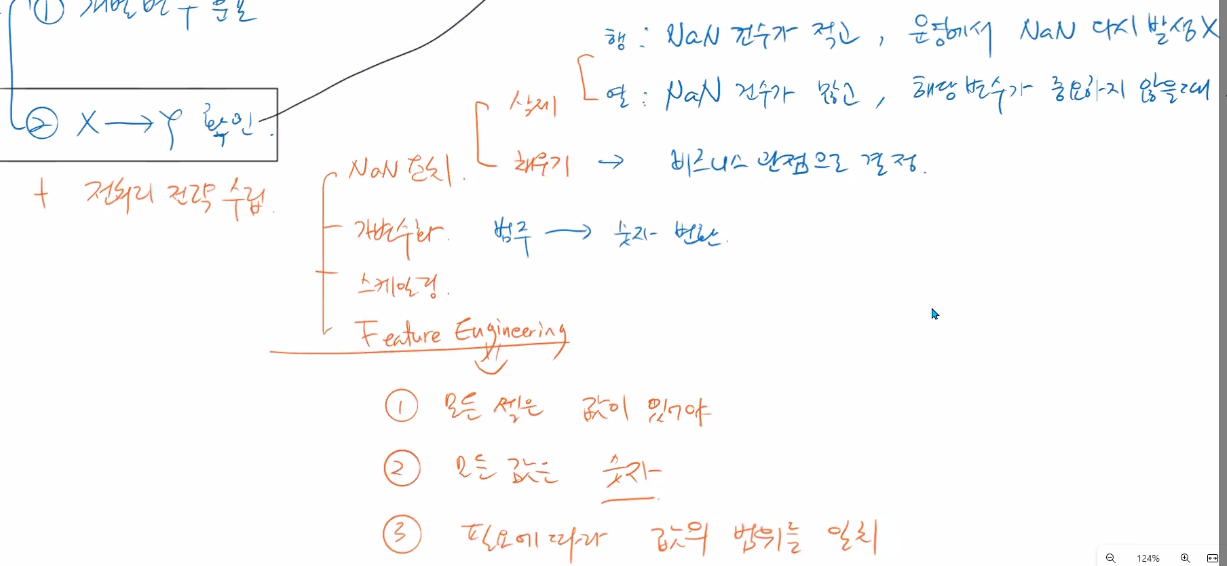 ① 개별변수 분포
행 : NaN 건수가 적고 , 운영에서 NaN 다시 발생X
열 : NaN 건수가 많고 , 해당변수가 중요하지 않을때
삭제
② X → Y 확인.
NaN 조치.
채우기 → 비즈니스 관점으로 결정.
+ 전처리 전략 수립.
가변수화. 범주 → 숫자 변환.
스케일링.
Feature Engineering
① 모든 셀은 값이 있어야
② 모든 값은 숫자
③ 필요에 따라 값의 범위를 일치
124%